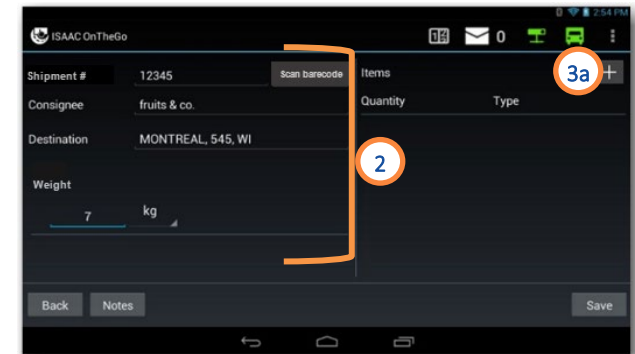 2:54 PM
ISAAC OnTheGo 0
Shipment # 12345 Scan barecode Items 3a +
Consignee fruits & co. Quantity Type
Destination MONTREAL, 545, WI
2
Weight
7 kg
Back Notes Save